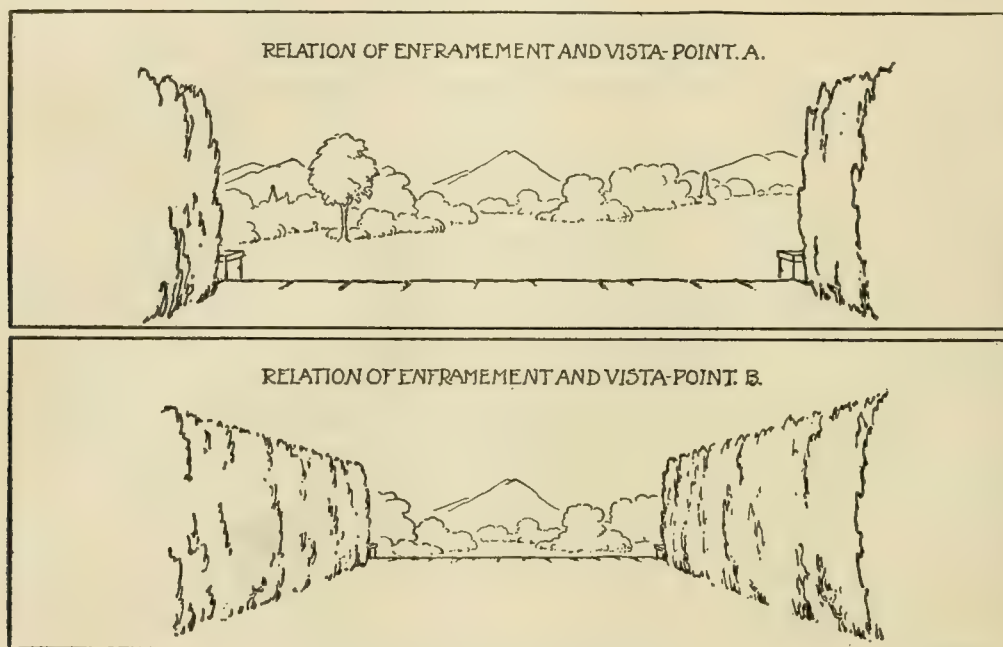 RELATION OF ENFRAMEMENT AND VISTA-POINT. A.
RELATION OF ENFRAMEMENT AND VISTA-POINT. B.